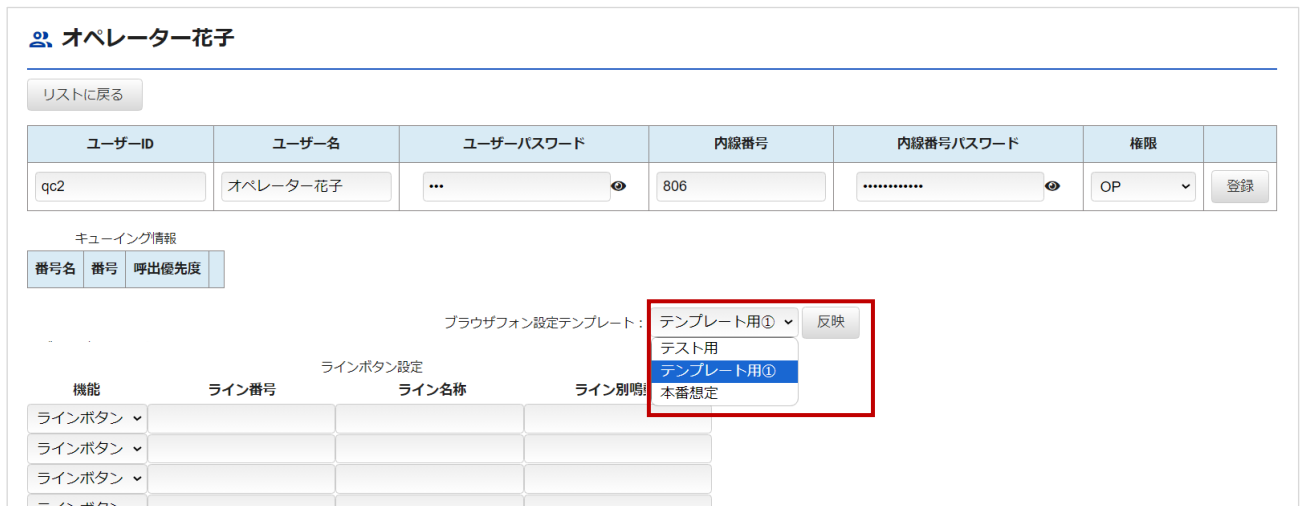 オペレーター花子
リストに戻る
ユーザーID ユーザー名 ユーザーパスワード 内線番号 内線番号パスワード 権限
qc2 オペレーター花子 ••• 806 •••••••••••• OP 登録
キューイング情報
番号名 番号 呼出優先度
ブラウザフォン設定テンプレート： テンプレート用① 反映
テスト用
テンプレート用①
本番想定
ラインボタン設定
機能 ライン番号 ライン名称 ライン別鳴
ラインボタン
ラインボタン
ラインボタン